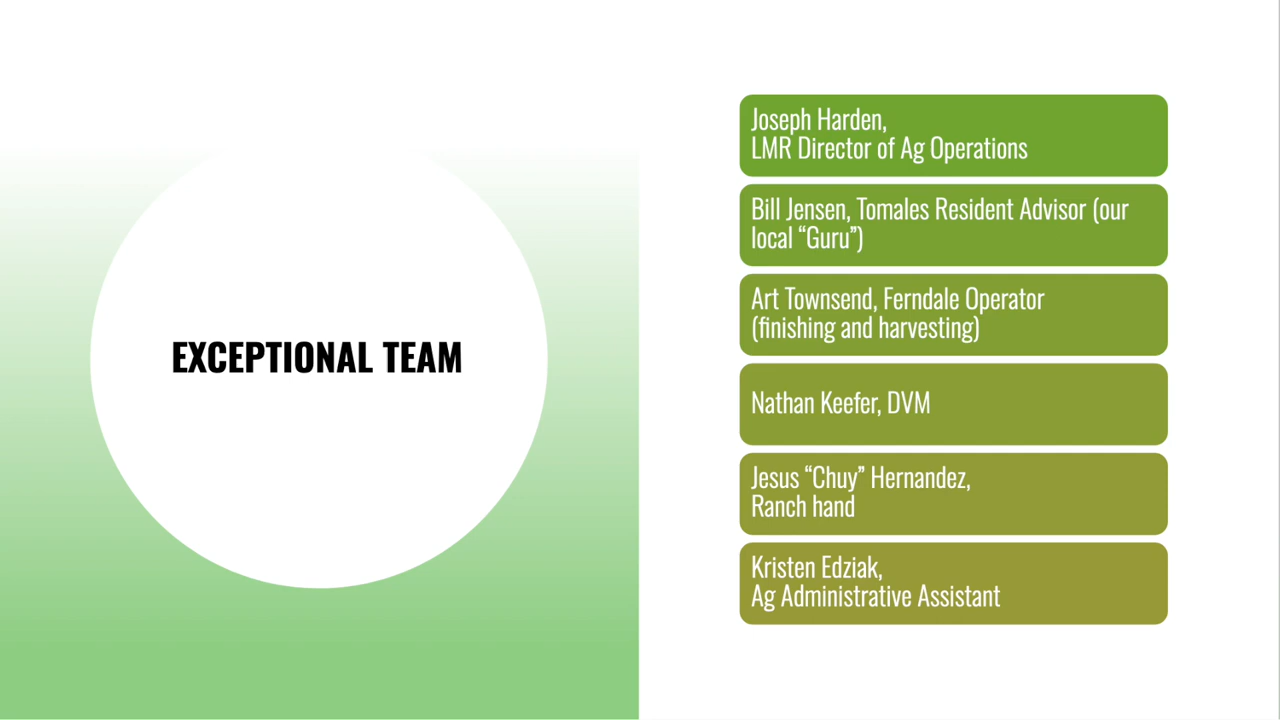 EXCEPTIONAL TEAM
Joseph Harden,
LMR Director of Ag Operations
Bill Jensen, Tomales Resident Advisor (our
local “Guru”)
Art Townsend, Ferndale Operator
(finishing and harvesting)
Nathan Keefer, DVM
Jesus “Chuy” Hernandez,
Ranch hand
Kristen Edziak,
Ag Administrative Assistant